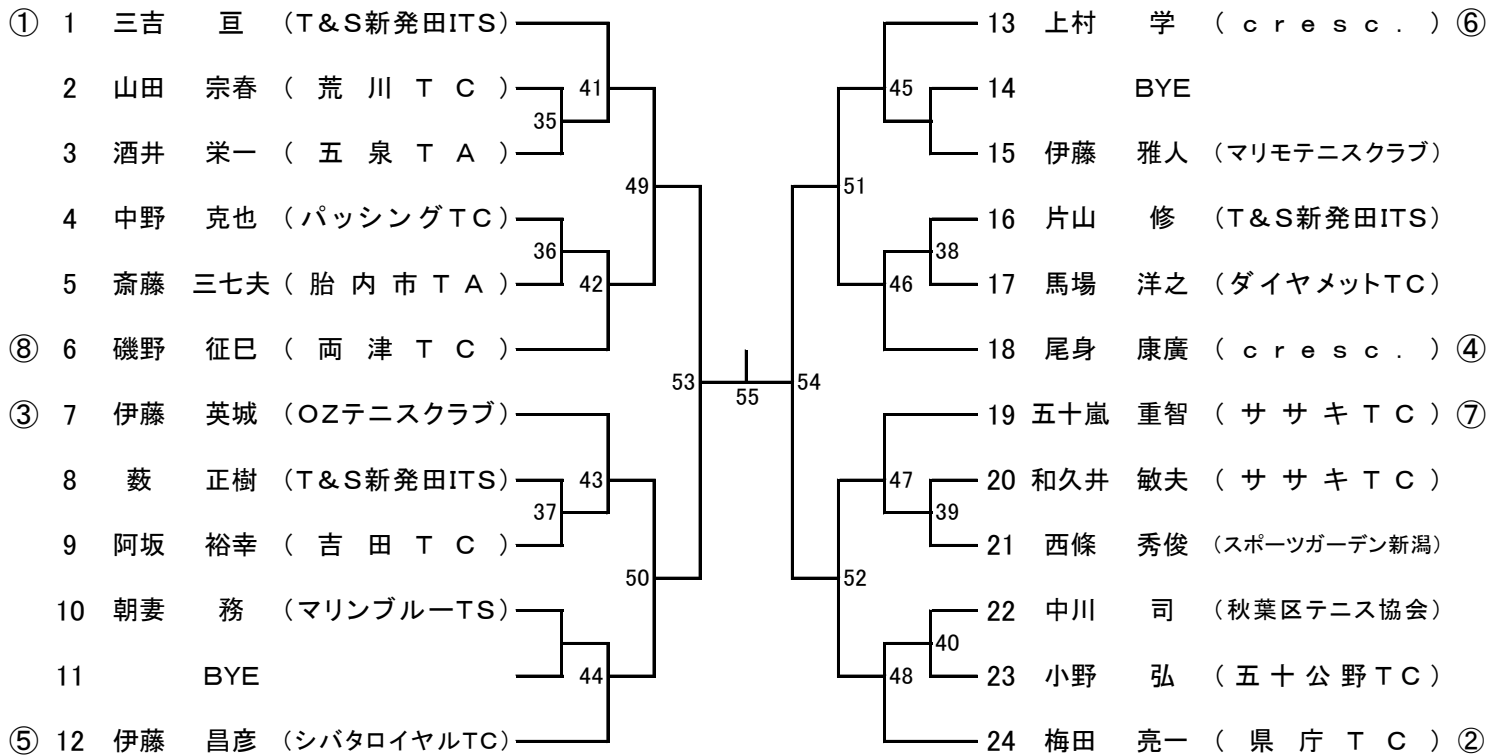 ① 1 三吉 亘 (T&S新発田ITS)
2 山田 宗春 ( 荒 川 T C )
35
41
3 酒井 栄一 ( 五 泉 T A )
49
4 中野 克也 (パッシングTC)
36
5 斎藤 三七夫 ( 胎 内 市 T A )
42
⑧ 6 磯野 征巳 ( 両 津 T C )
53
③ 7 伊藤 英城 (OZテニスクラブ)
8 薮 正樹 (T&S新発田ITS)
43
37
9 阿坂 裕幸 ( 吉 田 T C )
50
10 朝妻 務 (マリンブルーTS)
11 BYE
44
⑤ 12 伊藤 昌彦 (シバタロイヤルTC)
55
13 上村 学 ( c r e s c . ) ⑥
45
14 BYE
15 伊藤 雅人 (マリモテニスクラブ)
51
16 片山 修 (T&S新発田ITS)
38
17 馬場 洋之 (ダイヤメットTC)
46
18 尾身 康廣 ( c r e s c . ) ④
54
19 五十嵐 重智 ( サ サ キ T C ) ⑦
47
20 和久井 敏夫 ( サ サ キ T C )
39
21 西條 秀俊 (スポーツガーデン新潟)
52
22 中川 司 (秋葉区テニス協会)
40
23 小野 弘 ( 五 十 公 野 T C )
48
24 梅田 亮一 ( 県 庁 T C ) ②